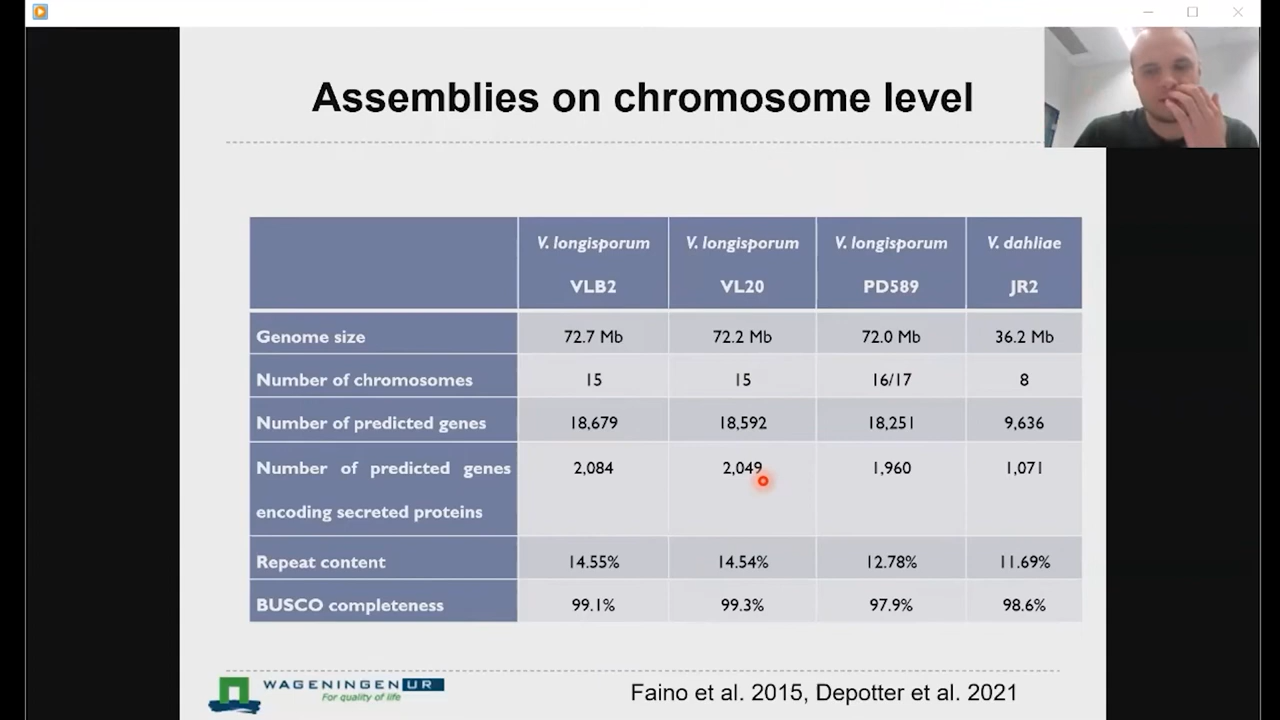 Assemblies on chromosome level
V. longisporum V. longisporum V. longisporum V. dahliae
VLB2 VL20 PD589 JR2
Genome size 72.7 Mb 72.2 Mb 72.0 Mb 36.2 Mb
Number of chromosomes 15 15 16/17 8
Number of predicted genes 18,679 18,592 18,251 9,636
Number of predicted genes 2,084 2,049 1,960 1,071
encoding secreted proteins
Repeat content 14.55% 14.54% 12.78% 11.69%
BUSCO completeness 99.1% 99.3% 97.9% 98.6%
WAGENINGEN UR
For quality of life
Faino et al. 2015, Depotter et al. 2021